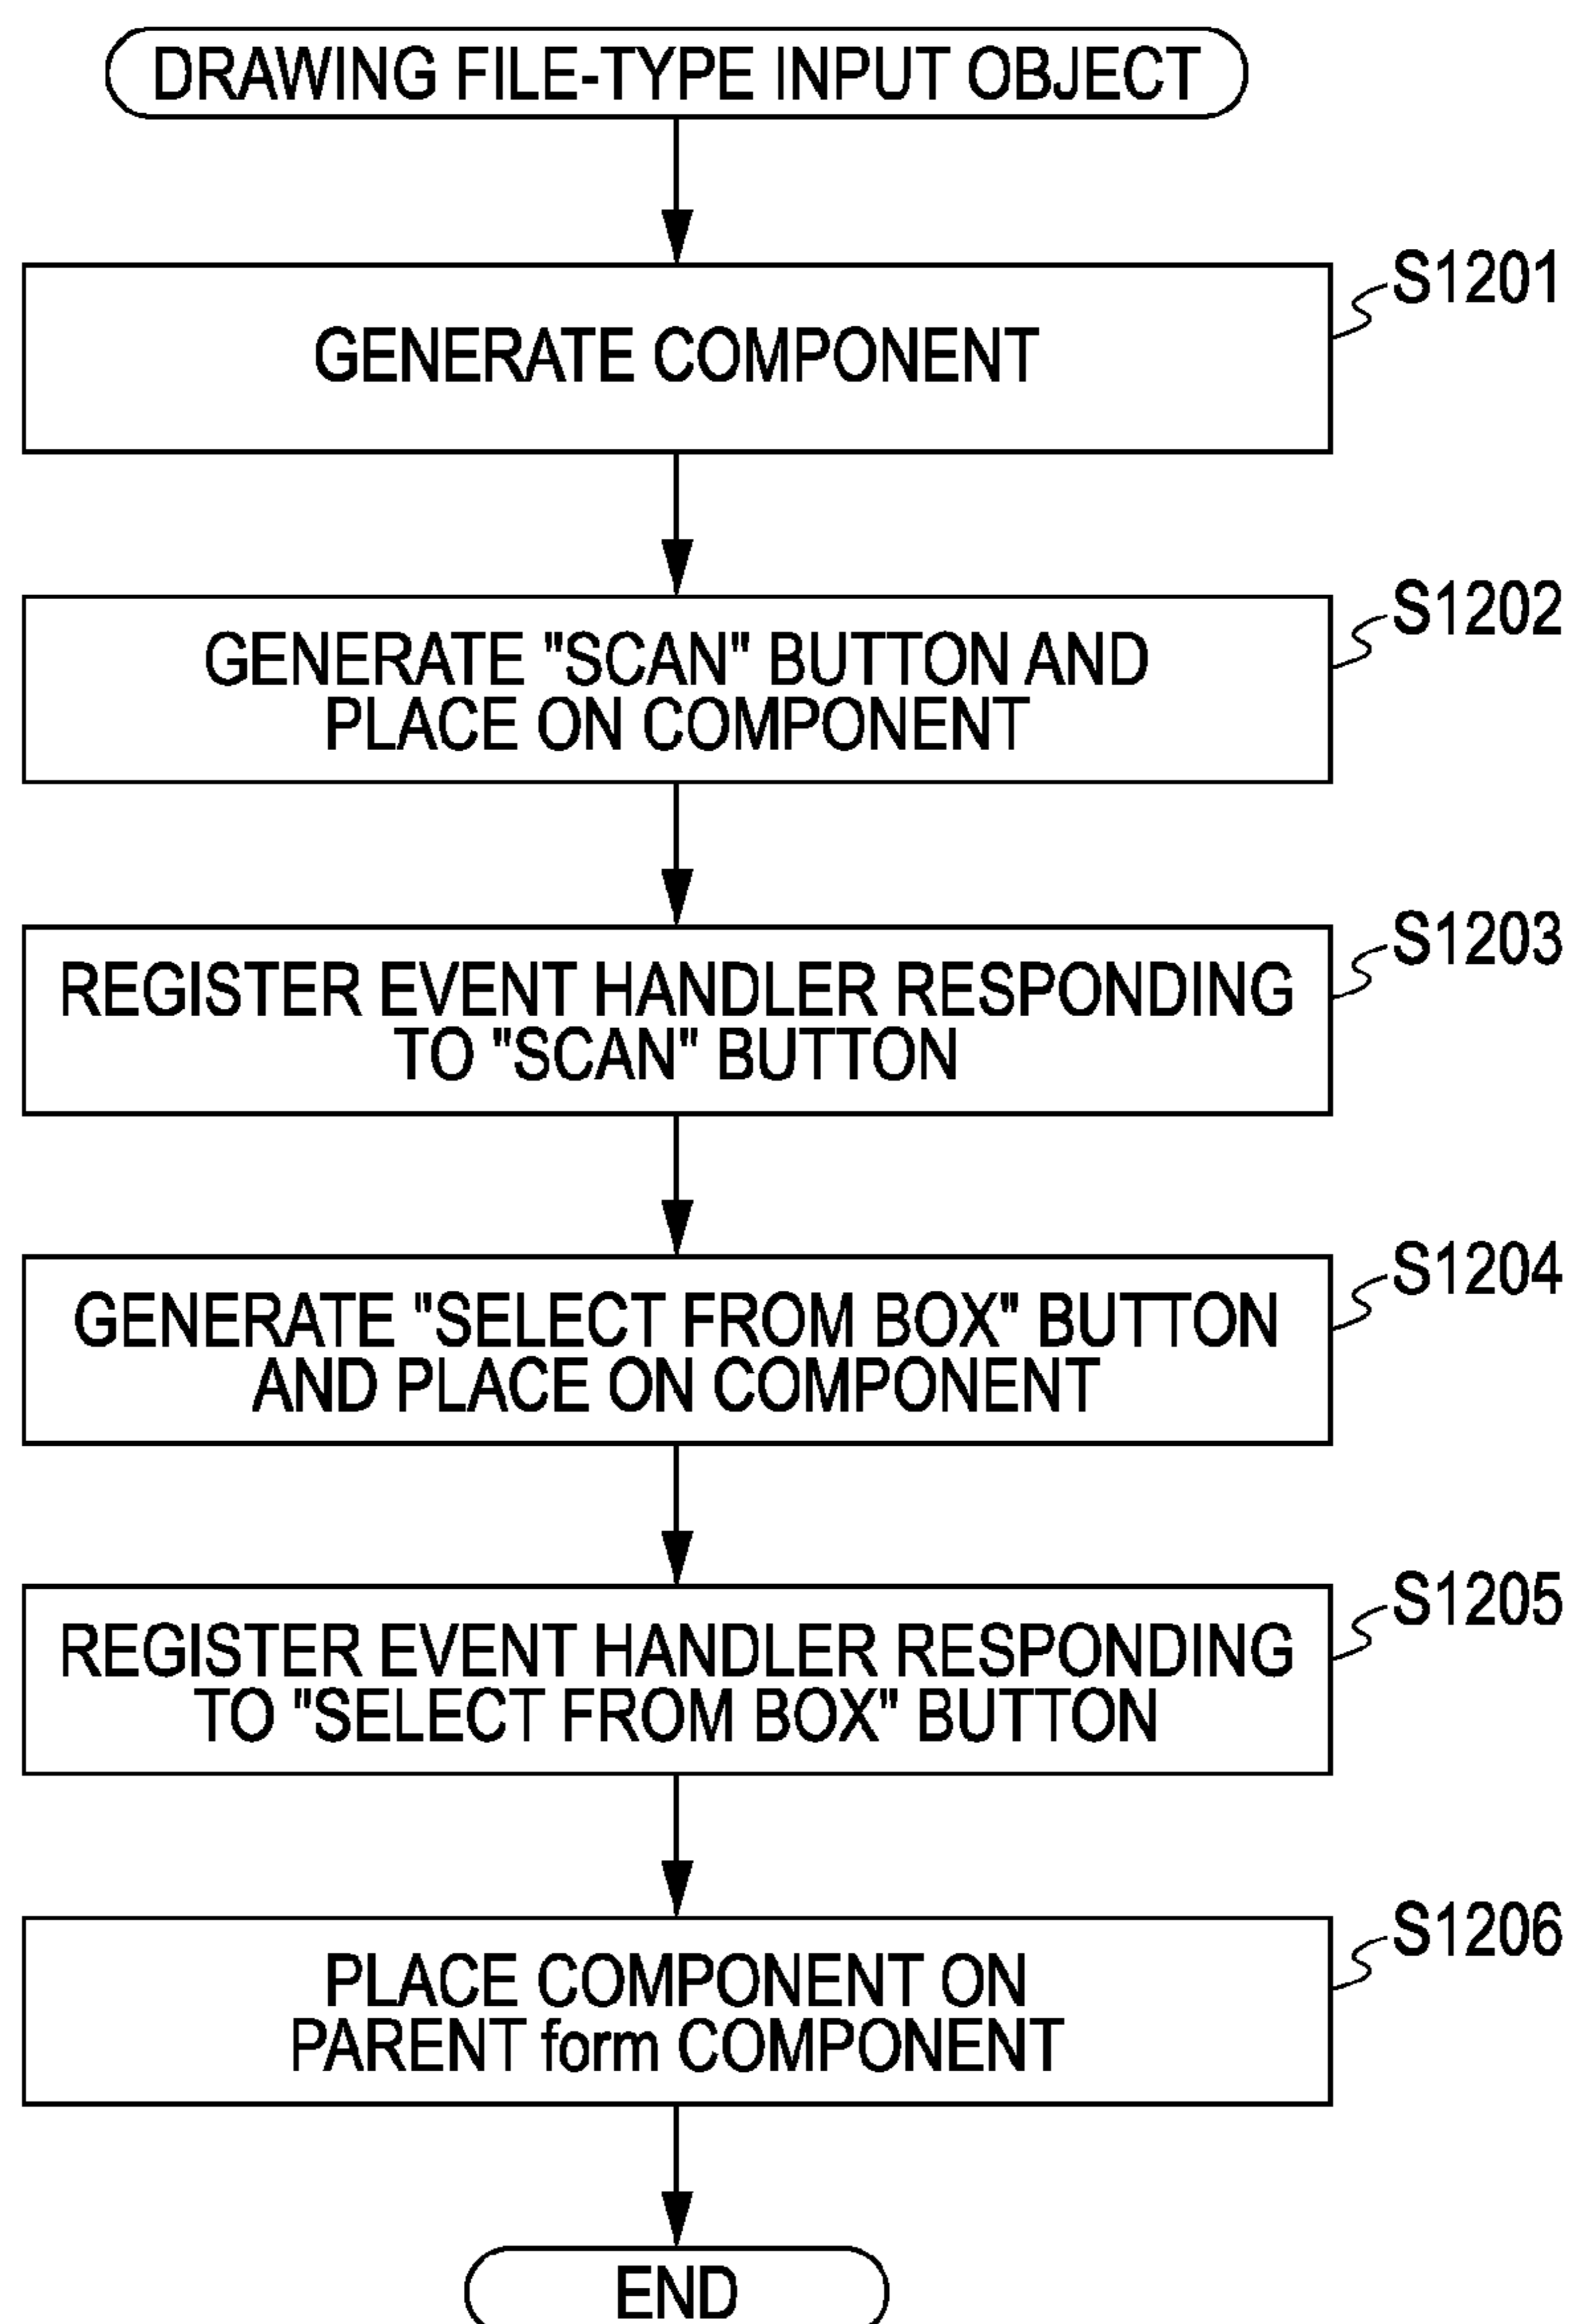 DRAWING FILE-TYPE INPUT OBJECT
S1201
GENERATE COMPONENT
S1202
GENERATE "SCAN" BUTTON AND
PLACE ON COMPONENT
S1203
REGISTER EVENT HANDLER RESPONDING
TO "SCAN" BUTTON
S1204
GENERATE "SELECT FROM BOX" BUTTON
AND PLACE ON COMPONENT
S1205
REGISTER EVENT HANDLER RESPONDING
TO "SELECT FROM BOX" BUTTON
S1206
PLACE COMPONENT ON
PARENT form COMPONENT
END